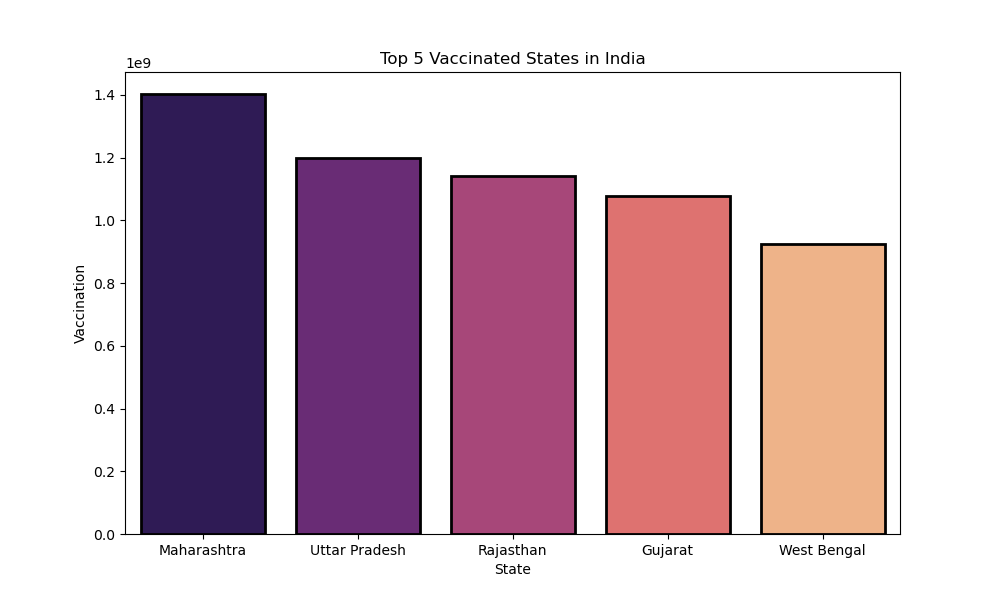 Top 5 Vaccinated States in India
1e9
1.4
1.2
1.0
0.8
0.6
0.4
0.2
0.0
Vaccination
Maharashtra Uttar Pradesh Rajasthan Gujarat West Bengal
State